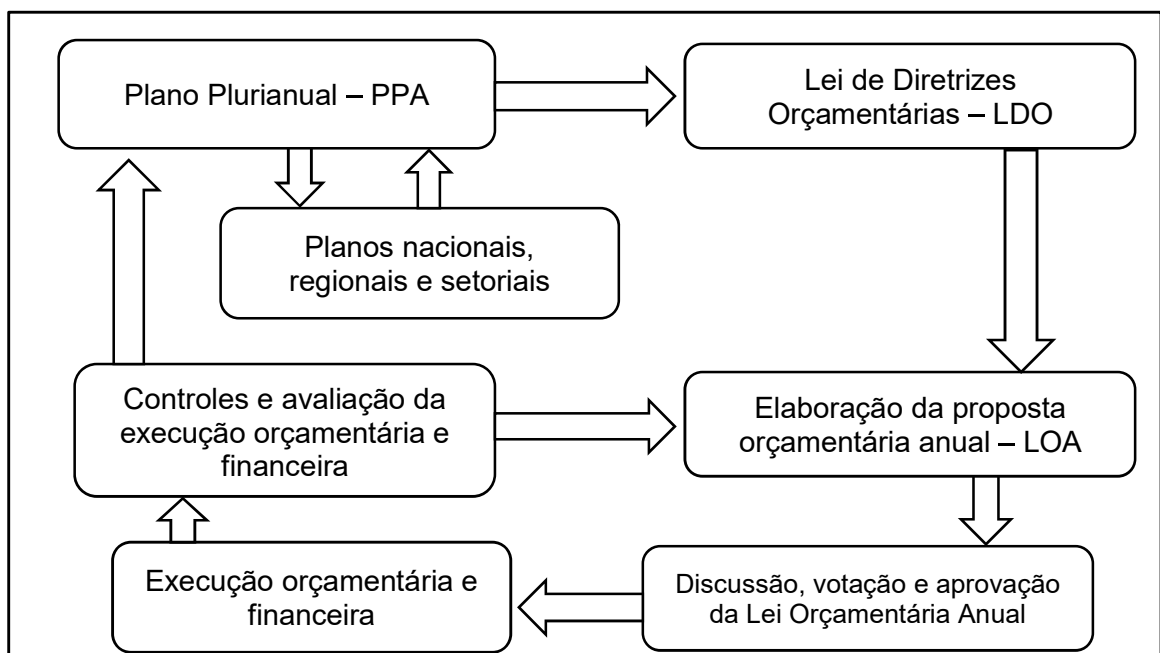 Plano Plurianual – PPA
Lei de Diretrizes
Orçamentárias – LDO
Planos nacionais,
regionais e setoriais
Controles e avaliação da
execução orçamentária e
financeira
Elaboração da proposta
orçamentária anual – LOA
Execução orçamentária e
financeira
Discussão, votação e aprovação
da Lei Orçamentária Anual